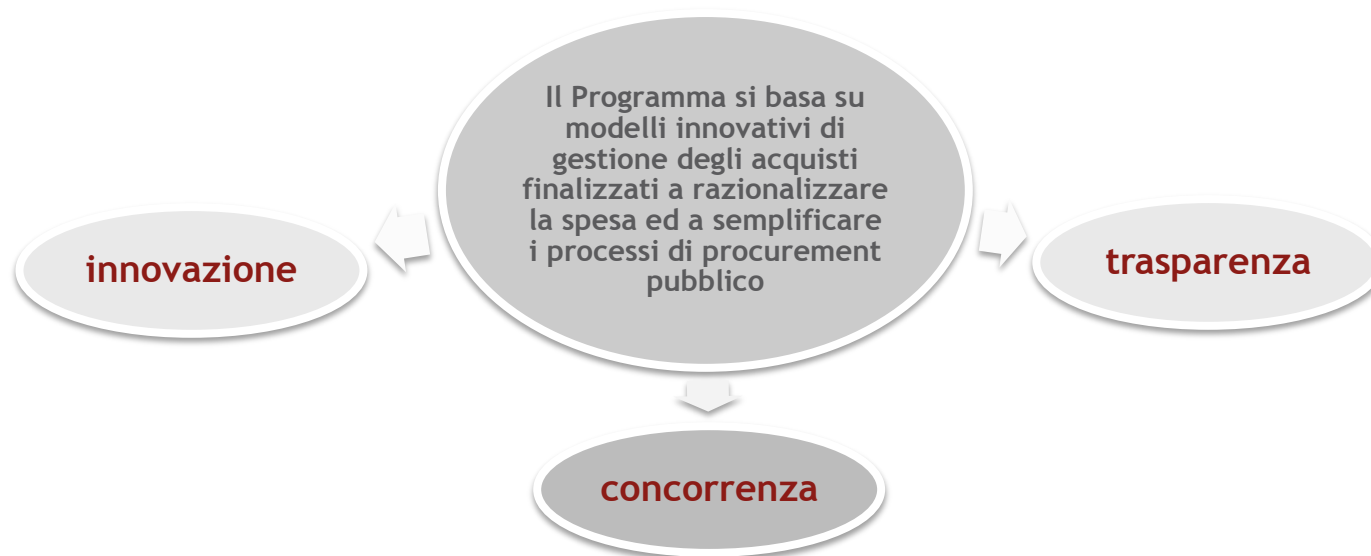 Il Programma si basa su
modelli innovativi di
gestione degli acquisti
finalizzati a razionalizzare
la spesa ed a semplificare
i processi di procurement
pubblico
innovazione
trasparenza
concorrenza